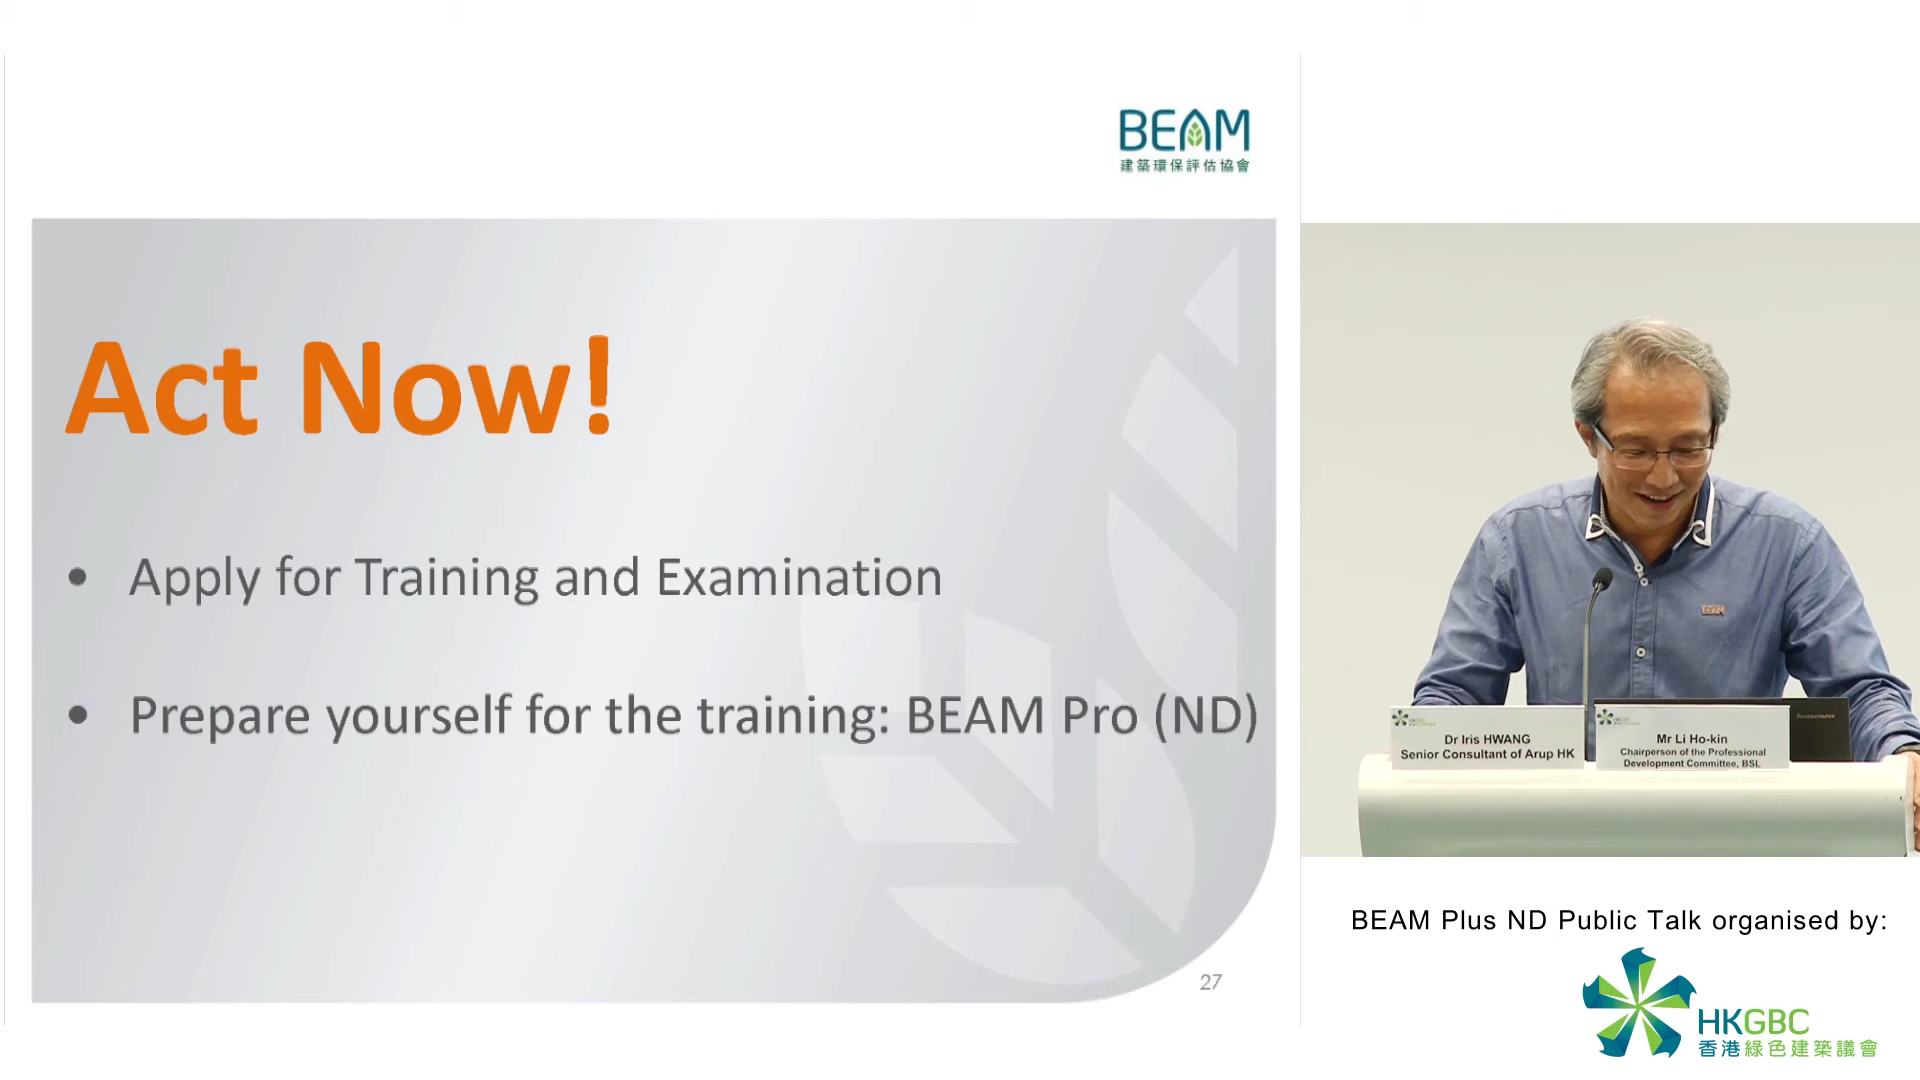 BEAM
建築環保評估協會
Act Now!
• Apply for Training and Examination
• Prepare yourself for the training: BEAM Pro (ND)
27
BEAM
HKGBC
Dr Iris HWANG
Senior Consultant of Arup HK
HKGBC
Mr Li Ho-kin
Chairperson of the Professional
Development Committee, BSL
BEAM Plus ND Public Talk organised by:
HKGBC
香港綠色建築議會